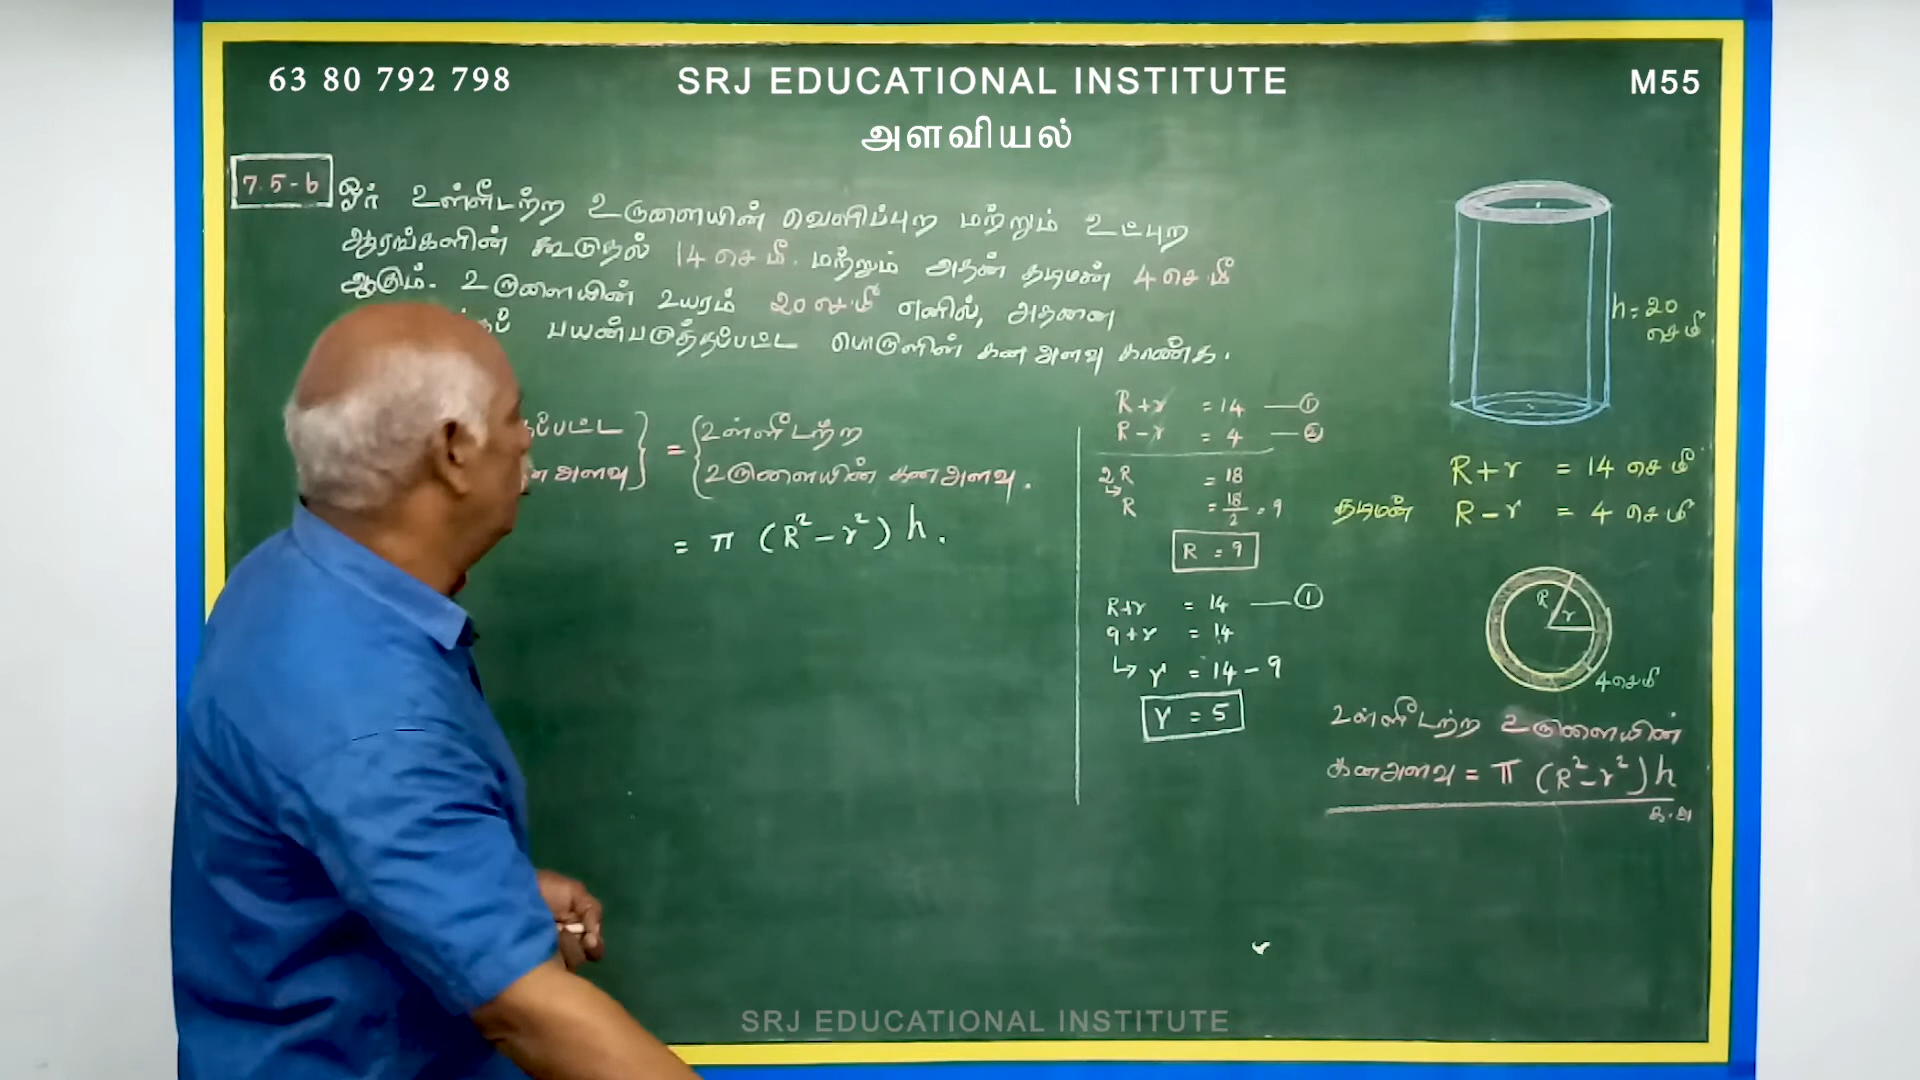 63 80 792 798
SRJ EDUCATIONAL INSTITUTE
M55
அளவியல்
7.5-6
ஓர் உள்ளீடற்ற உருளையின் வெளிப்புற மற்றும் உட்புற
ஆரங்களின் கூடுதல் 14 செ.மீ. மற்றும் அதன் தடிமன் 4 செ.மீ
ஆகும். உருளையின் உயரம் 20 செ.மீ எனில், அதனை
பயன்படுத்தப்பட்ட பொருளின் கன அளவு காண்க.
h = 20
செ.மீ
அளவு } = { உள்ளீடற்ற
உருளையின் கனஅளவு.
= π (R² – r²) h.
R + r = 14 — ①
R – r = 4 — ②
2R = 18
R = 18/2 = 9
R = 9
R + r = 14 — ①
9 + r = 14
↳ r = 14 – 9
r = 5
R + r = 14 செ.மீ
தடிமன் R – r = 4 செ.மீ
R
r
4 செ.மீ
உள்ளீடற்ற உருளையின்
கனஅளவு = π (R² – r²) h
க.அ
SRJ EDUCATIONAL INSTITUTE